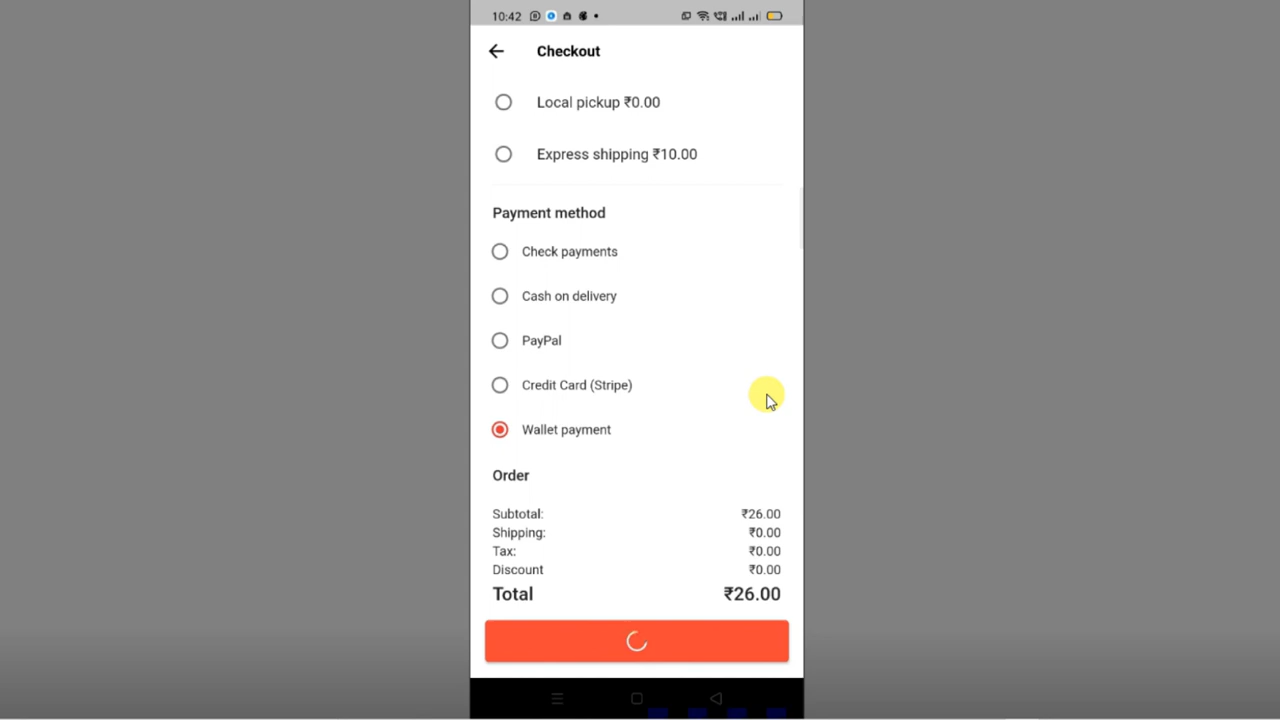 10:42
Checkout
Local pickup ₹0.00
Express shipping ₹10.00
Payment method
Check payments
Cash on delivery
PayPal
Credit Card (Stripe)
Wallet payment
Order
Subtotal: ₹26.00
Shipping: ₹0.00
Tax: ₹0.00
Discount ₹0.00
Total ₹26.00